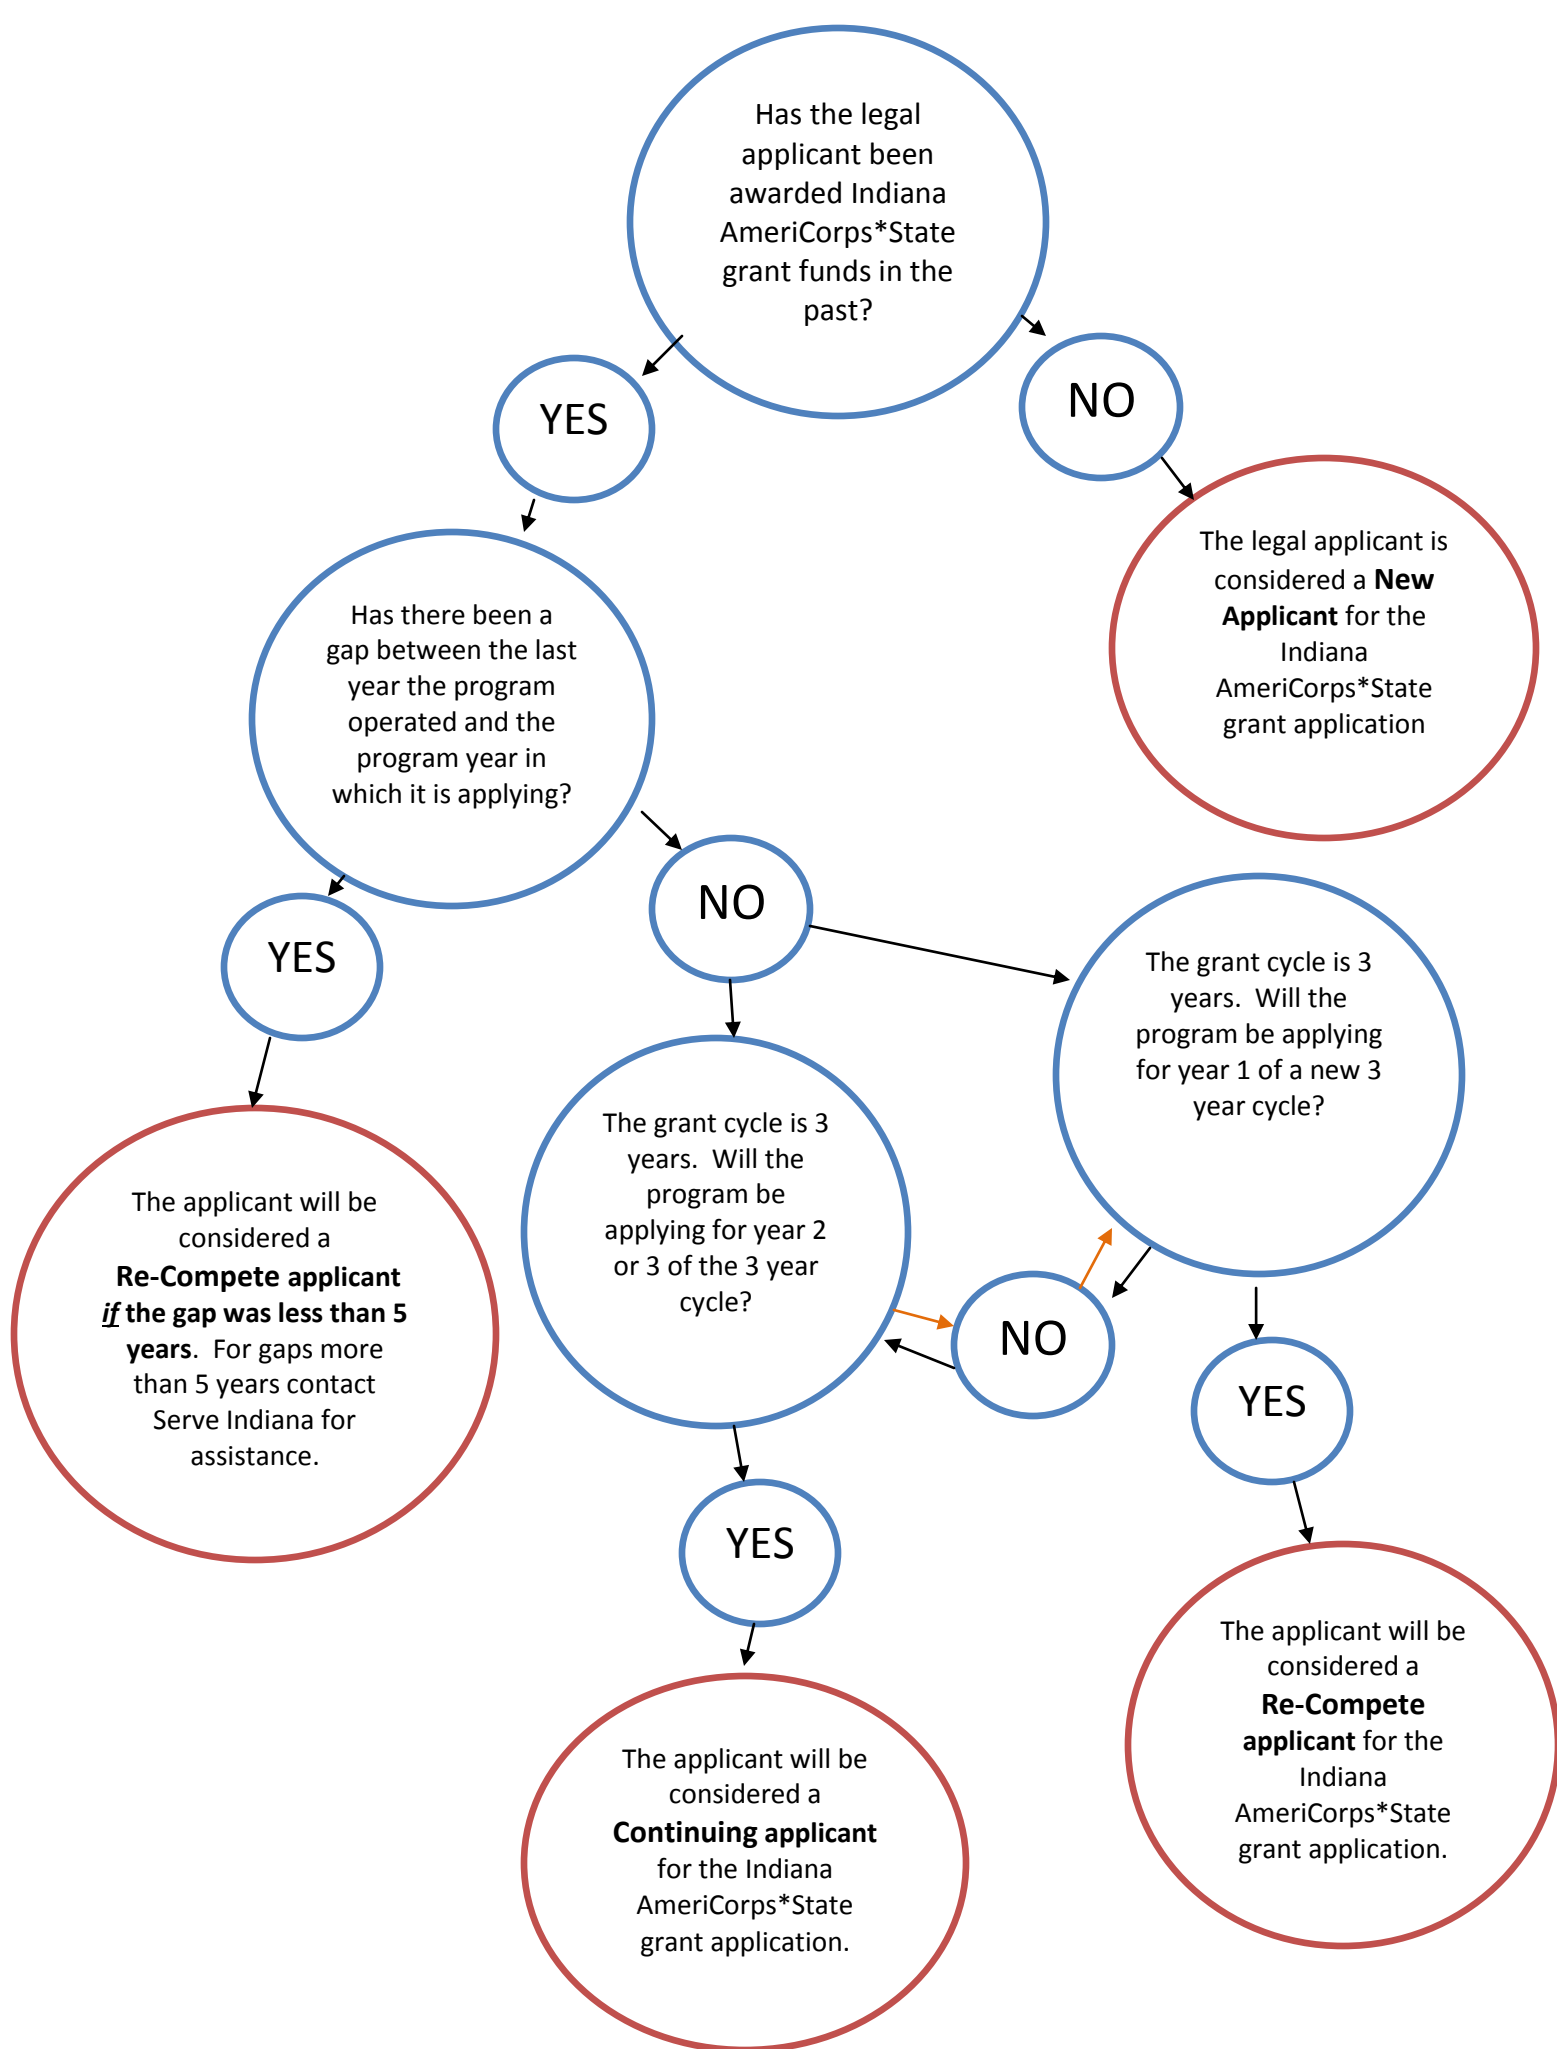 Has the legal
applicant been
awarded Indiana
AmeriCorps*State
grant funds in the
past?
YES
NO
The legal applicant is
considered a New
Applicant for the
Indiana
AmeriCorps*State
grant application
Has there been a
gap between the last
year the program
operated and the
program year in
which it is applying?
YES
NO
The grant cycle is 3
years.  Will the
program be applying
for year 1 of a new 3
year cycle?
The grant cycle is 3
years.  Will the
program be
applying for year 2
or 3 of the 3 year
cycle?
The applicant will be
considered a
Re-Compete applicant
if the gap was less than 5
years.  For gaps more
than 5 years contact
Serve Indiana for
assistance.
NO
YES
YES
The applicant will be
considered a
Re-Compete
applicant for the
Indiana
AmeriCorps*State
grant application.
The applicant will be
considered a
Continuing applicant
for the Indiana
AmeriCorps*State
grant application.